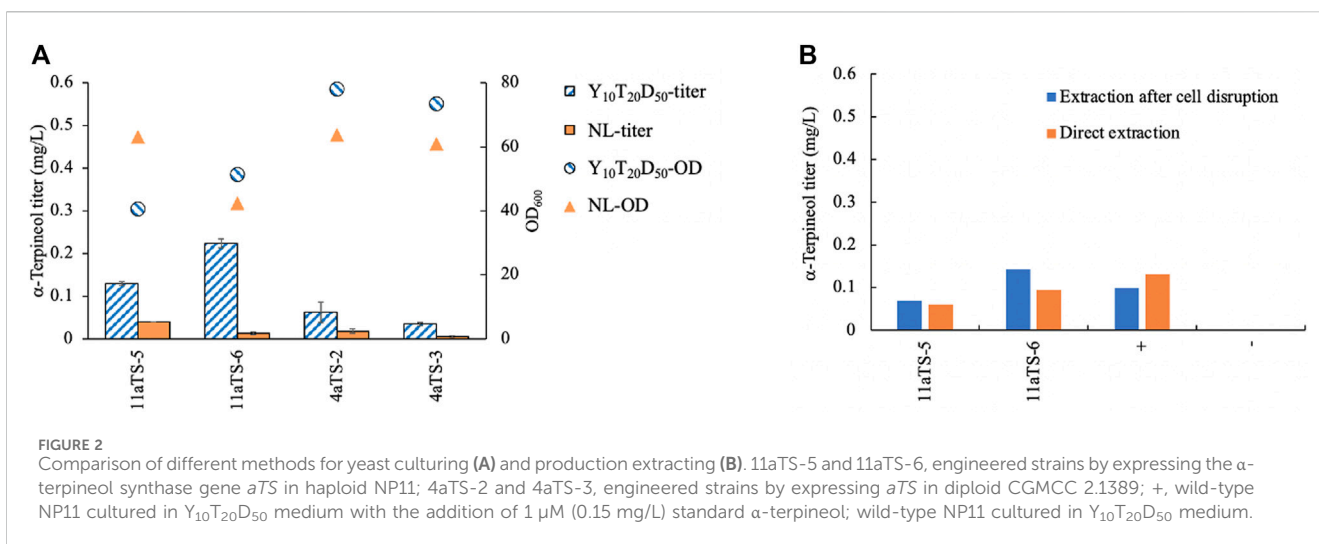 A
α-Terpineol titer (mg/L)
0.6
0.5
0.4
0.3
0.2
0.1
0
80
60
40
20
0
OD600
11aTS-5
11aTS-6
4aTS-2
4aTS-3
Y10T20D50-titer
NL-titer
Y10T20D50-OD
NL-OD
B
α-Terpineol titer (mg/L)
0.6
0.5
0.4
0.3
0.2
0.1
0
Extraction after cell disruption
Direct extraction
11aTS-5
11aTS-6
+
-
FIGURE 2
Comparison of different methods for yeast culturing (A) and production extracting (B). 11aTS-5 and 11aTS-6, engineered strains by expressing the α-
terpineol synthase gene aTS in haploid NP11; 4aTS-2 and 4aTS-3, engineered strains by expressing aTS in diploid CGMCC 2.1389; +, wild-type
NP11 cultured in Y10T20D50 medium with the addition of 1 µM (0.15 mg/L) standard α-terpineol; wild-type NP11 cultured in Y10T20D50 medium.